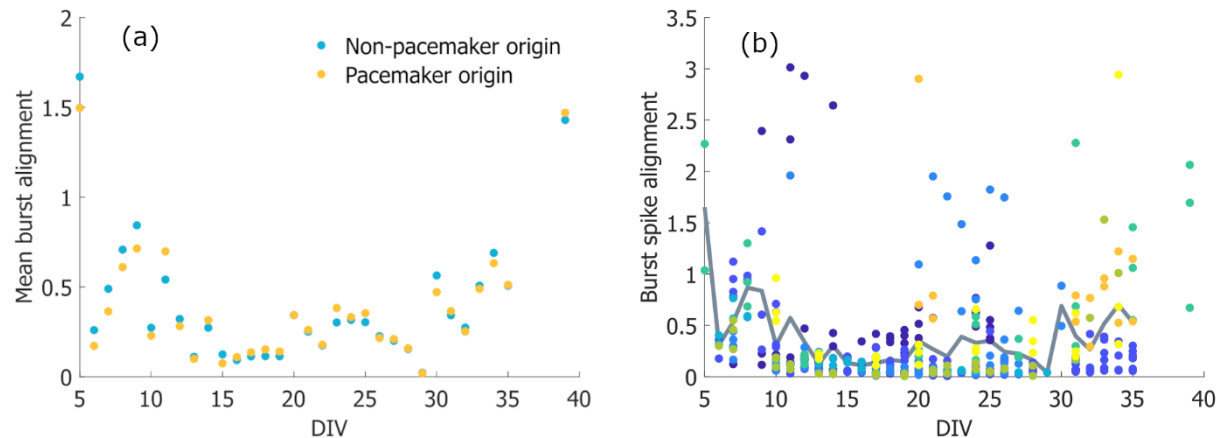 (a)
Non-pacemaker origin
Pacemaker origin
Mean burst alignment
2
1.5
1
0.5
0
5 10 15 20 25 30 35 40
DIV
(b)
Burst spike alignment
3.5
3
2.5
2
1.5
1
0.5
0
5 10 15 20 25 30 35 40
DIV